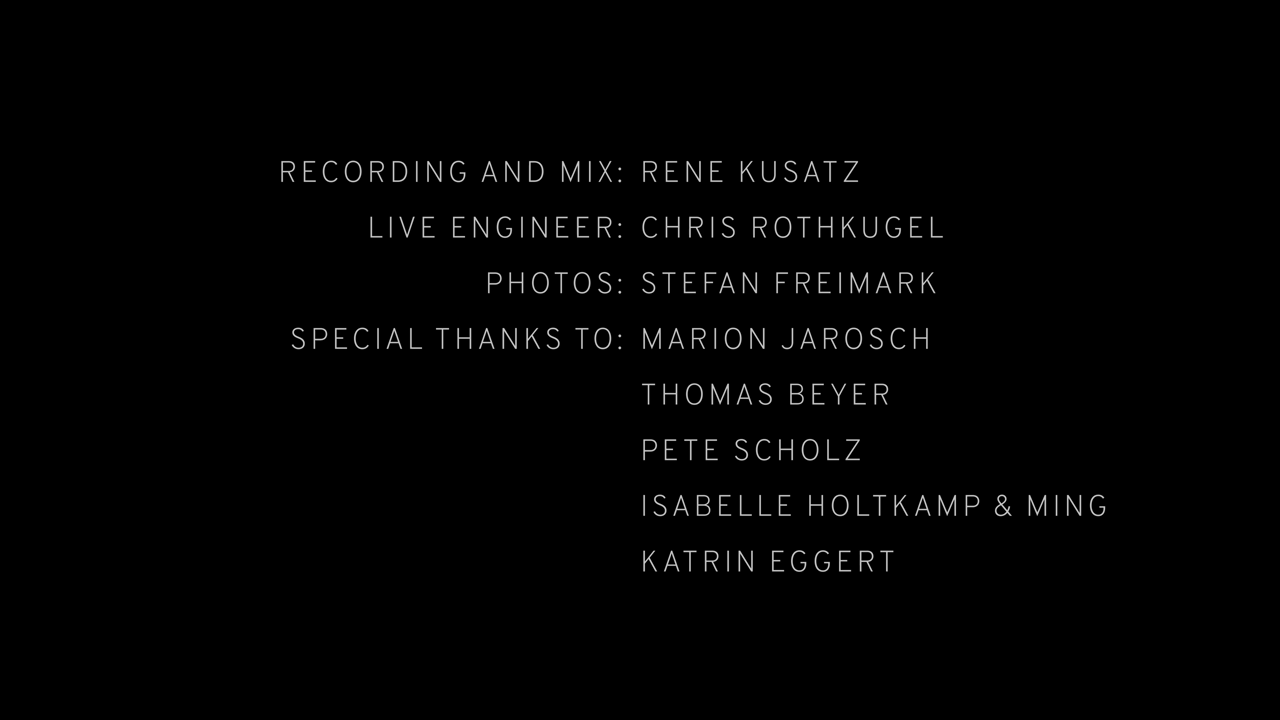 RECORDING AND MIX: RENE KUSATZ
LIVE ENGINEER: CHRIS ROTHKUGEL
PHOTOS: STEFAN FREIMARK
SPECIAL THANKS TO: MARION JAROSCH
THOMAS BEYER
PETE SCHOLZ
ISABELLE HOLTKAMP & MING
KATRIN EGGERT